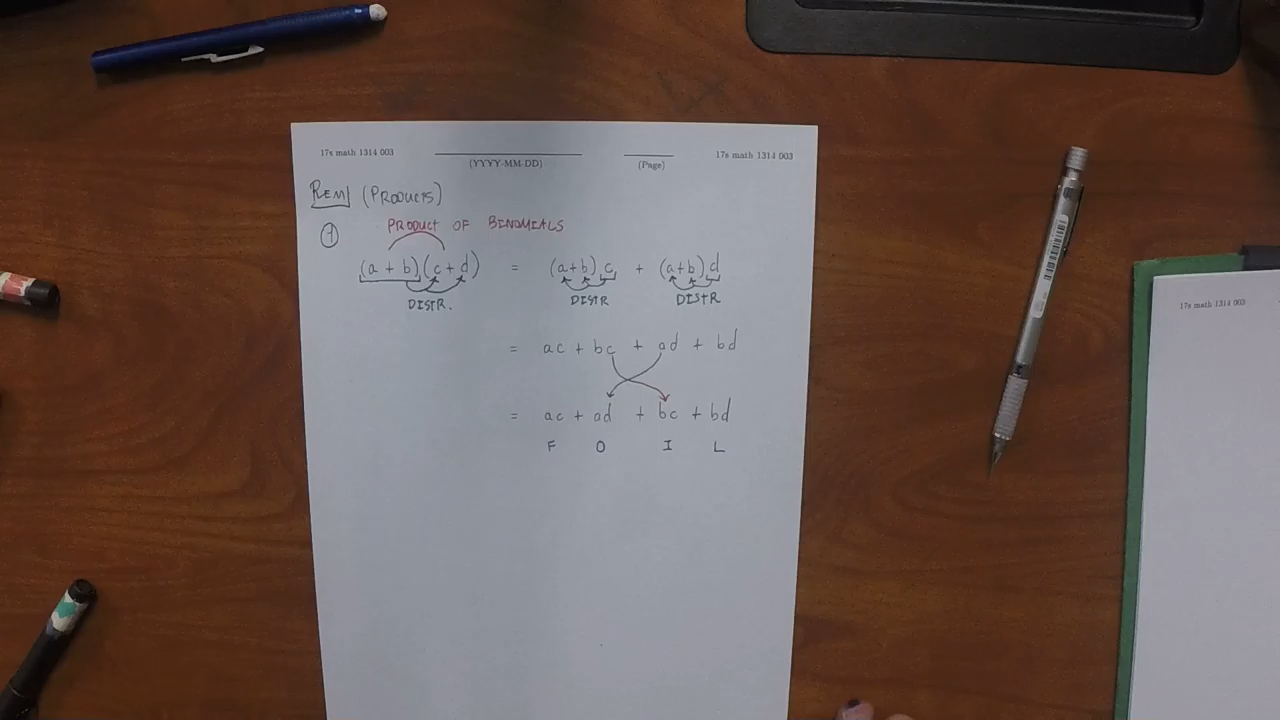 17s math 1314 003 (YYYY-MM-DD) (Page) 17s math 1314 003
REM (PRODUCTS)
1 PRODUCT OF BINOMIALS
(a + b)(c + d) = (a+b)c + (a+b)d
DISTR. DISTR DISTR
= ac + bc + ad + bd
= ac + ad + bc + bd
F O I L
17s math 1314 003